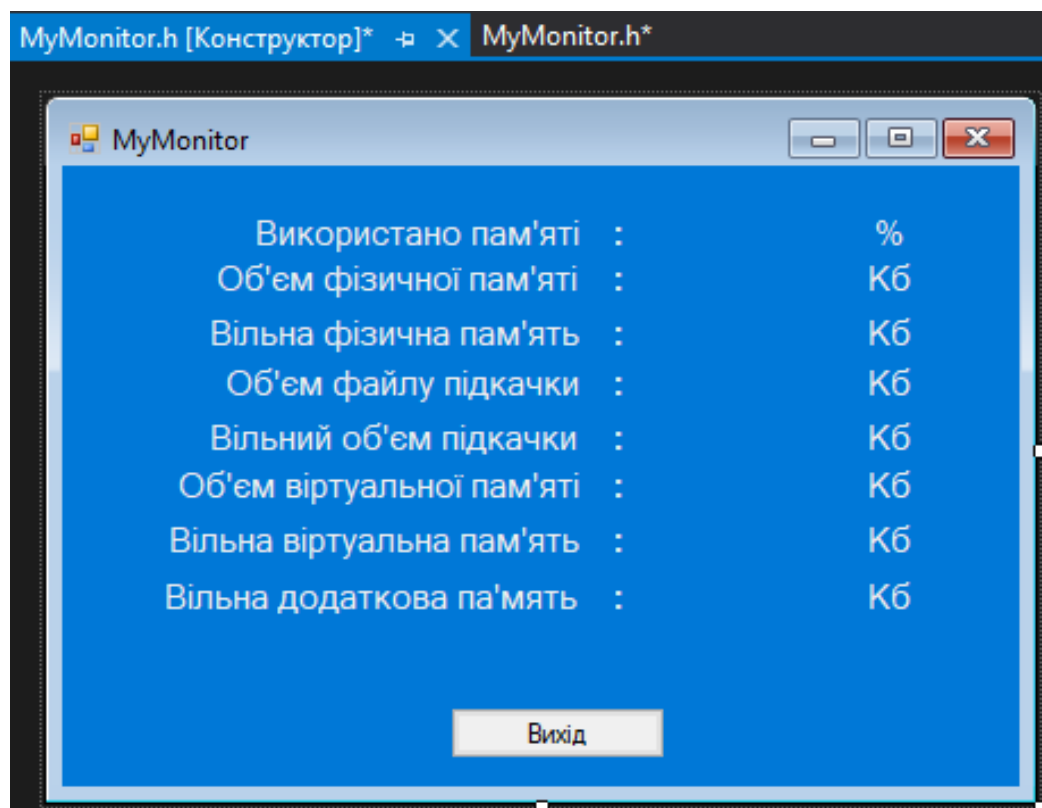 MyMonitor.h [Конструктор]* MyMonitor.h*
MyMonitor
Використано пам'яті : %
Об'єм фізичної пам'яті : Кб
Вільна фізична пам'ять : Кб
Об'єм файлу підкачки : Кб
Вільний об'єм підкачки : Кб
Об'єм віртуальної пам'яті : Кб
Вільна віртуальна пам'ять : Кб
Вільна додаткова па'мять : Кб
Вихід